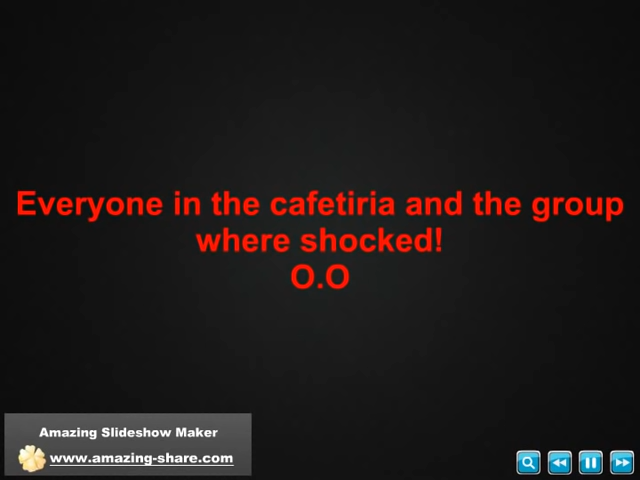 Everyone in the cafetiria and the group
where shocked!
O.O
Amazing Slideshow Maker
www.amazing-share.com